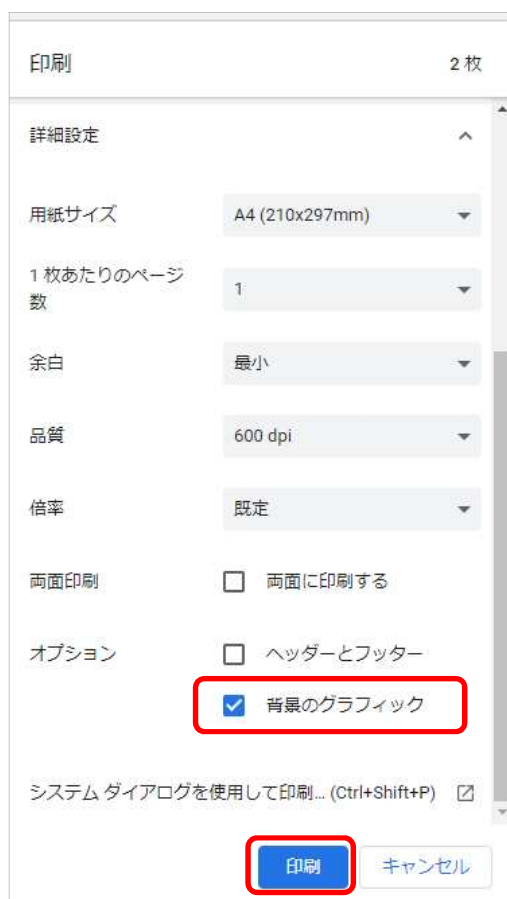 印刷 2 枚
詳細設定
用紙サイズ A4 (210x297mm)
1 枚あたりのページ
数 1
余白 最小
品質 600 dpi
倍率 既定
両面印刷 両面に印刷する
オプション ヘッダーとフッター
背景のグラフィック
システム ダイアログを使用して印刷... (Ctrl+Shift+P)
印刷 キャンセル